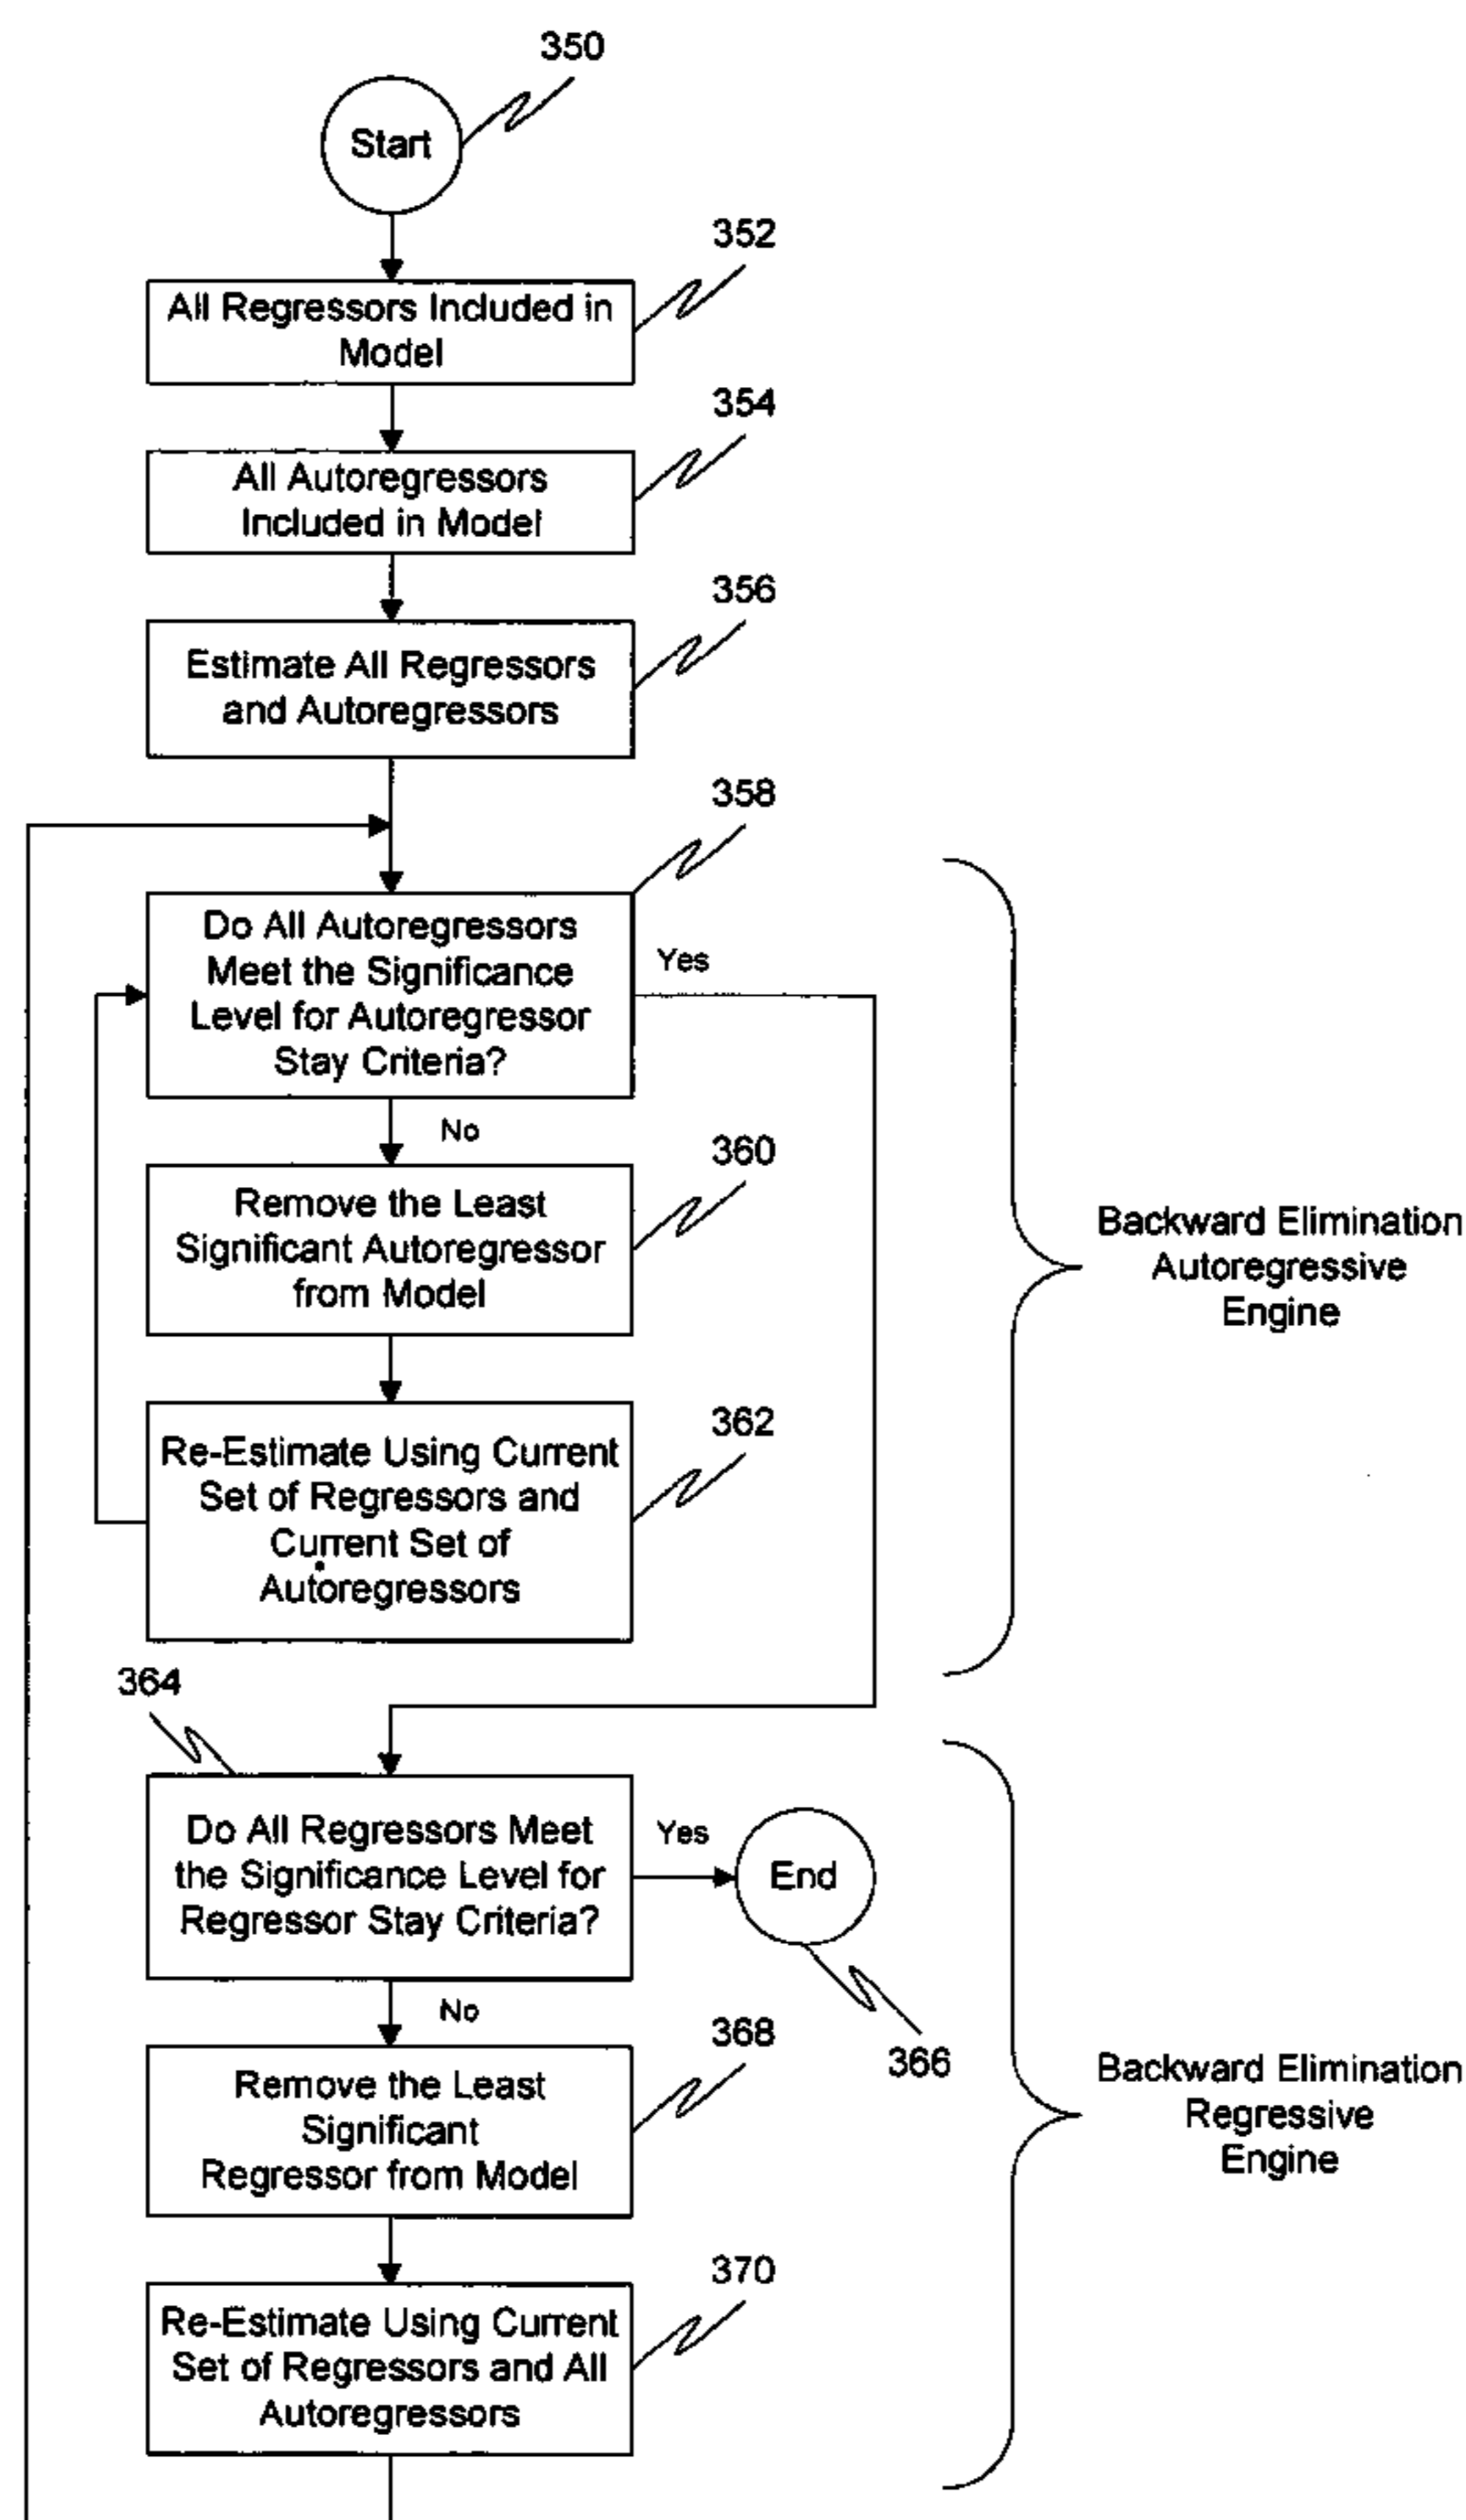 350
Start
352
All Regressors Included in
Model
354
All Autoregressors
Included in Model
356
Estimate All Regressors
and Autoregressors
358
Do All Autoregressors
Meet the Significance
Level for Autoregressor
Stay Criteria?
Yes
No
360
Remove the Least
Significant Autoregressor
from Model
Backward Elimination
Autoregressive
Engine
362
Re-Estimate Using Current
Set of Regressors and
Current Set of
Autoregressors
364
Do All Regressors Meet
the Significance Level for
Regressor Stay Criteria?
Yes
End
No
366
368
Remove the Least
Significant
Regressor from Model
Backward Elimination
Regressive
Engine
370
Re-Estimate Using Current
Set of Regressors and All
Autoregressors